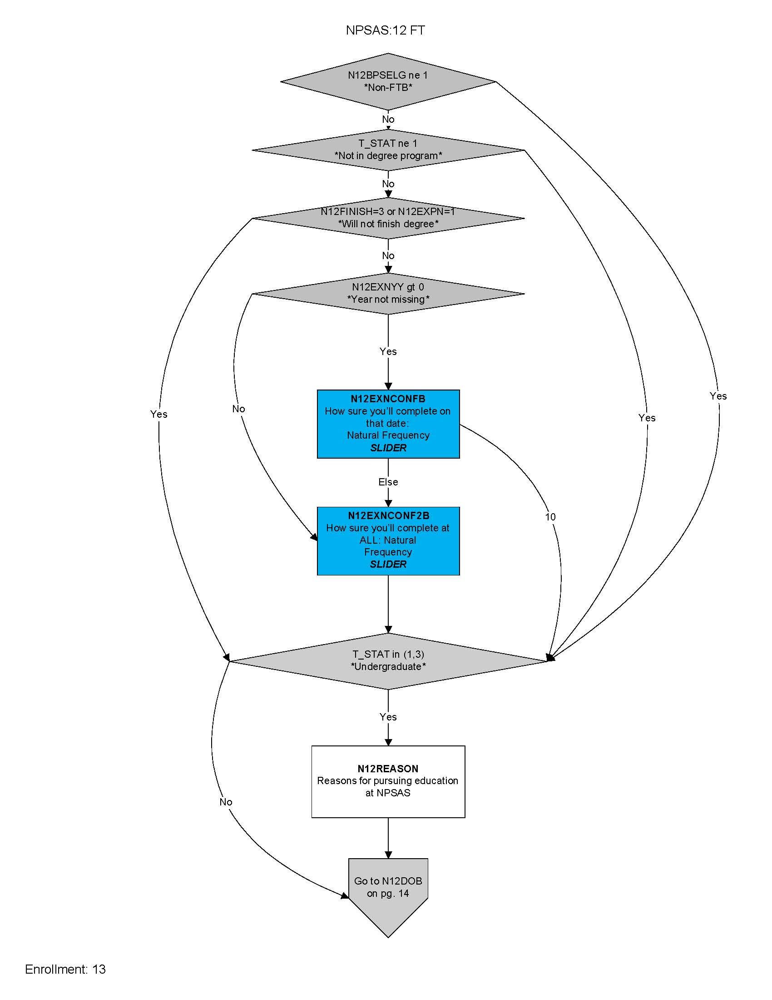 NPSAS:12 FT
N12BPSELG ne 1
*Non-FTB*
No
T_STAT ne 1
*Not in degree program*
No
N12FINISH=3 or N12EXPN=1
*Will not finish degree*
No
N12EXNYY gt 0
*Year not missing*
Yes
N12EXNCONFB
How sure you'll complete on
that date:
Natural Frequency
SLIDER
Yes
No
Yes
Yes
Else
N12EXNCONF2B
How sure you'll complete at
ALL: Natural
Frequency
SLIDER
10
T_STAT in (1,3)
*Undergraduate*
Yes
N12REASON
Reasons for pursuing education
at NPSAS
No
Go to N12DOB
on pg. 14
Enrollment: 13